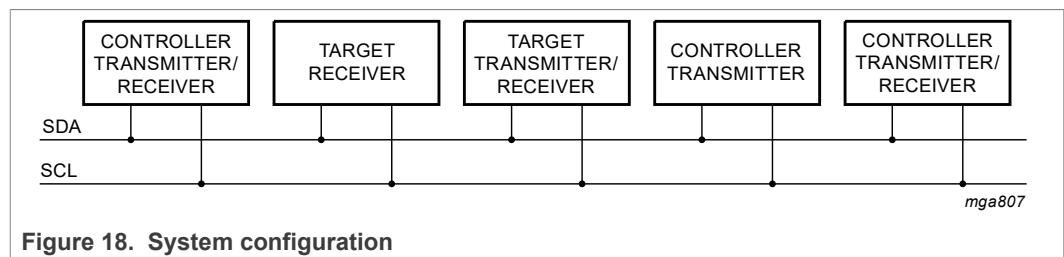 CONTROLLER
TRANSMITTER/
RECEIVER
TARGET
RECEIVER
TARGET
TRANSMITTER/
RECEIVER
CONTROLLER
TRANSMITTER
CONTROLLER
TRANSMITTER/
RECEIVER
SDA
SCL
mga807
Figure 18. System configuration